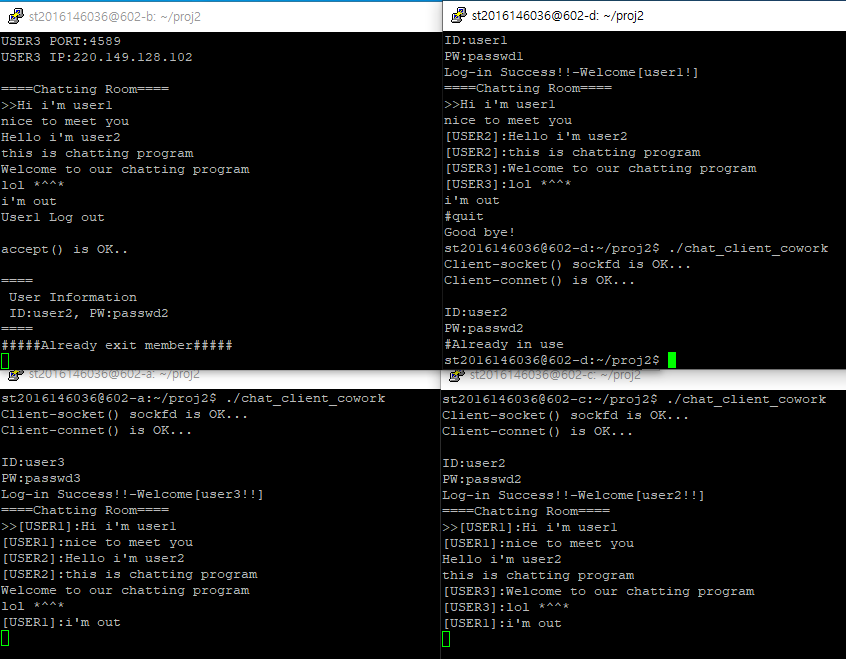 st2016146036@602-b: ~/proj2
USER3 PORT:4589
USER3 IP:220.149.128.102
====Chatting Room====
>>Hi i'm user1
nice to meet you
Hello i'm user2
this is chatting program
Welcome to our chatting program
lol *^^*
i'm out
User1 Log out
accept() is OK..
====
User Information
ID:user2, PW:passwd2
====
#####Already exit member#####
st2016146036@602-d: ~/proj2
ID:user1
PW:passwd1
Log-in Success!!-Welcome[user1!]
====Chatting Room====
>>Hi i'm user1
nice to meet you
[USER2]:Hello i'm user2
[USER2]:this is chatting program
[USER3]:Welcome to our chatting program
[USER3]:lol *^^*
i'm out
#quit
Good bye!
st2016146036@602-d:~/proj2$ ./chat_client_cowork
Client-socket() sockfd is OK...
Client-connet() is OK...
ID:user2
PW:passwd2
#Already in use
st2016146036@602-d:~/proj2$
st2016146036@602-a: ~/proj2
st2016146036@602-a:~/proj2$ ./chat_client_cowork
Client-socket() sockfd is OK...
Client-connet() is OK...
ID:user3
PW:passwd3
Log-in Success!!-Welcome[user3!!]
====Chatting Room====
>>[USER1]:Hi i'm user1
[USER1]:nice to meet you
[USER2]:Hello i'm user2
[USER2]:this is chatting program
Welcome to our chatting program
lol *^^*
[USER1]:i'm out
st2016146036@602-c: ~/proj2
st2016146036@602-c:~/proj2$ ./chat_client_cowork
Client-socket() sockfd is OK...
Client-connet() is OK...
ID:user2
PW:passwd2
Log-in Success!!-Welcome[user2!!]
====Chatting Room====
>>[USER1]:Hi i'm user1
[USER1]:nice to meet you
Hello i'm user2
this is chatting program
[USER3]:Welcome to our chatting program
[USER3]:lol *^^*
[USER1]:i'm out